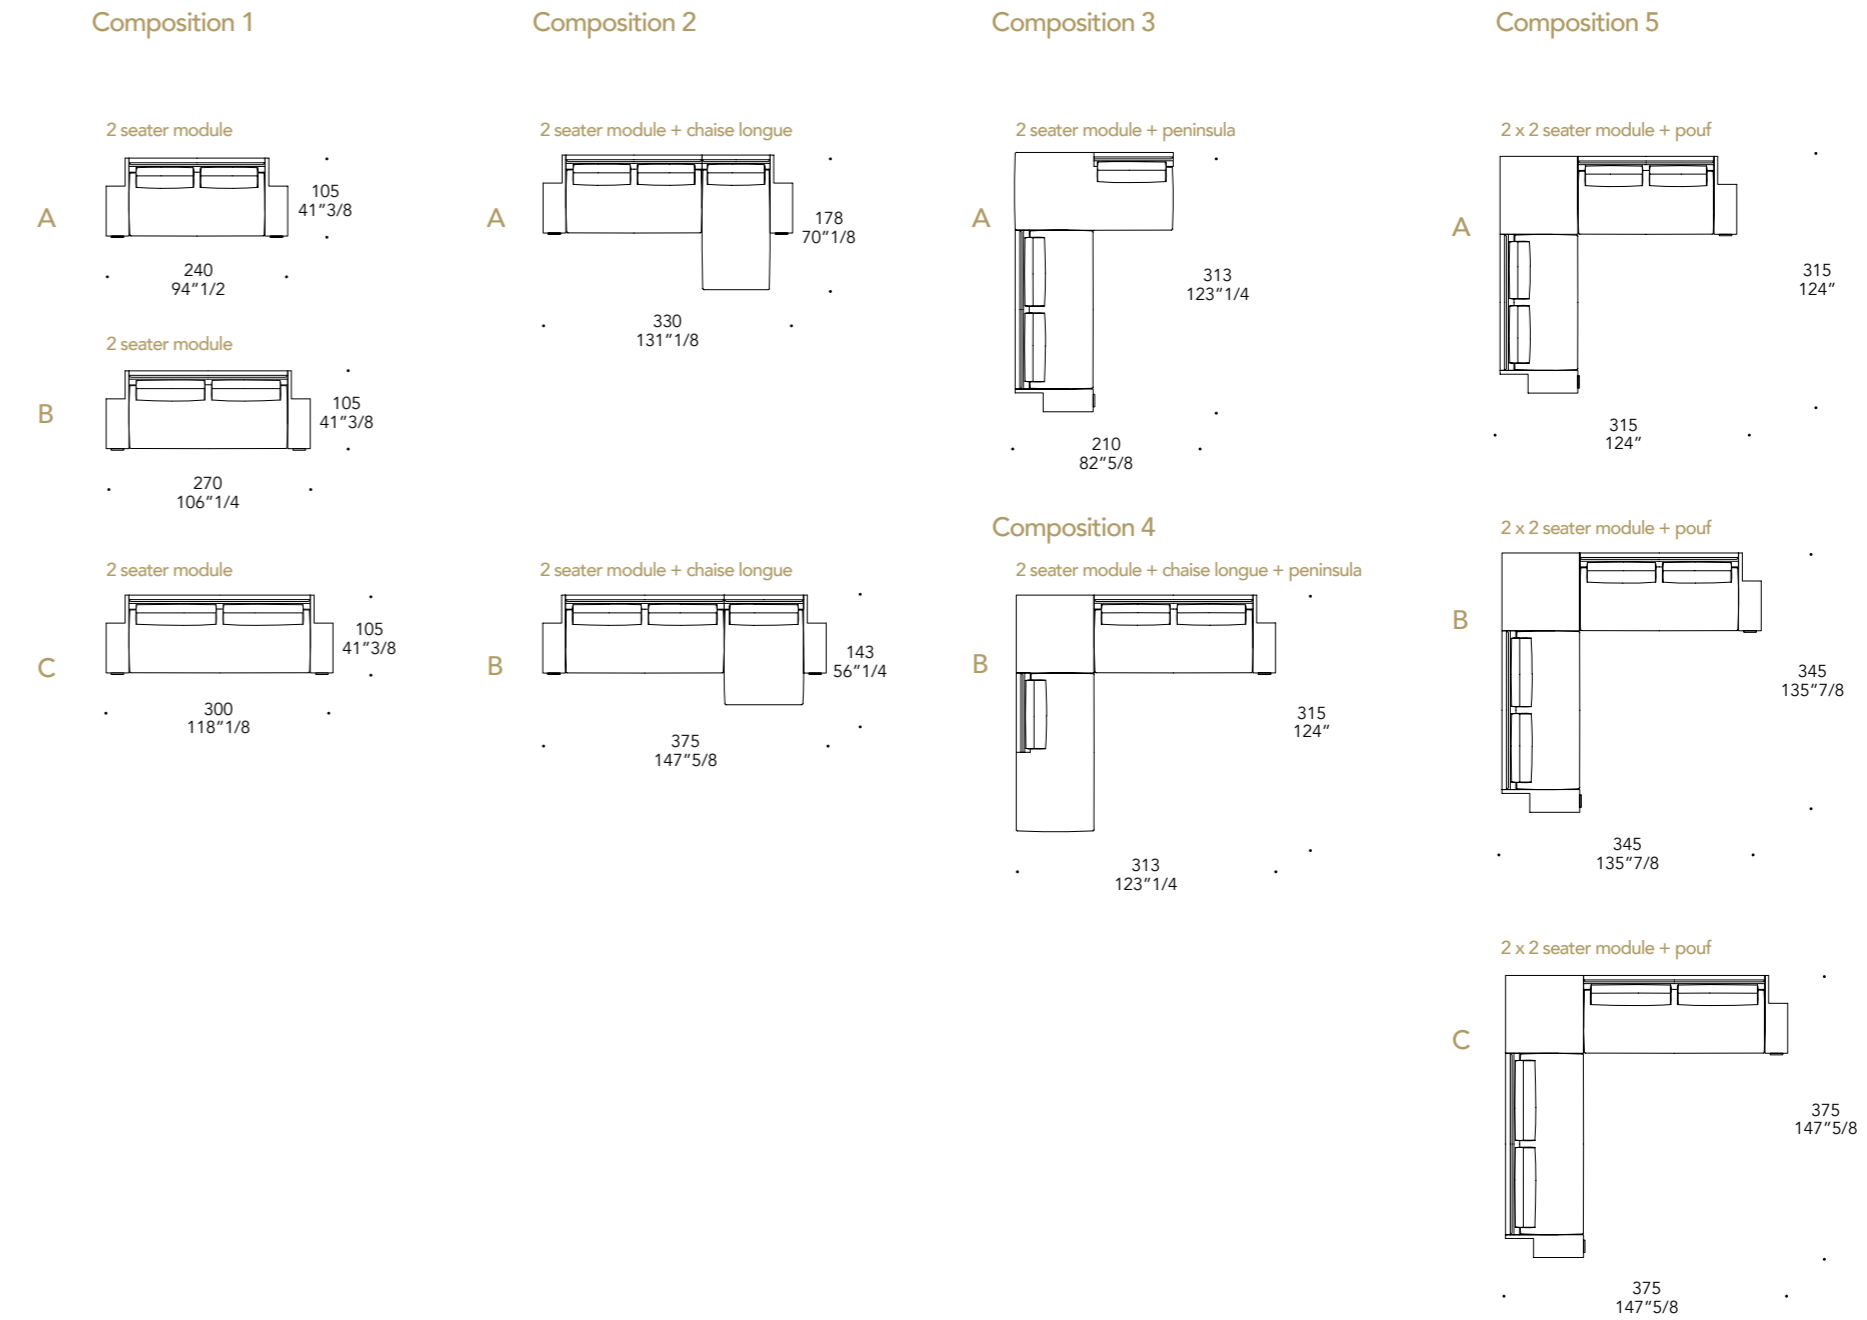 Composition 1
2 seater module
A
105
41"3/8
240
94"1/2
2 seater module
B
105
41"3/8
270
106"1/4
2 seater module
C
105
41"3/8
300
118"1/8
Composition 2
2 seater module + chaise longue
A
178
70"1/8
330
131"1/8
2 seater module + chaise longue
B
143
56"1/4
375
147"5/8
Composition 3
2 seater module + peninsula
A
313
123"1/4
210
82"5/8
Composition 4
2 seater module + chaise longue + peninsula
B
315
124"
313
123"1/4
Composition 5
2 x 2 seater module + pouf
A
315
124"
315
124"
2 x 2 seater module + pouf
B
345
135"7/8
345
135"7/8
2 x 2 seater module + pouf
C
375
147"5/8
375
147"5/8